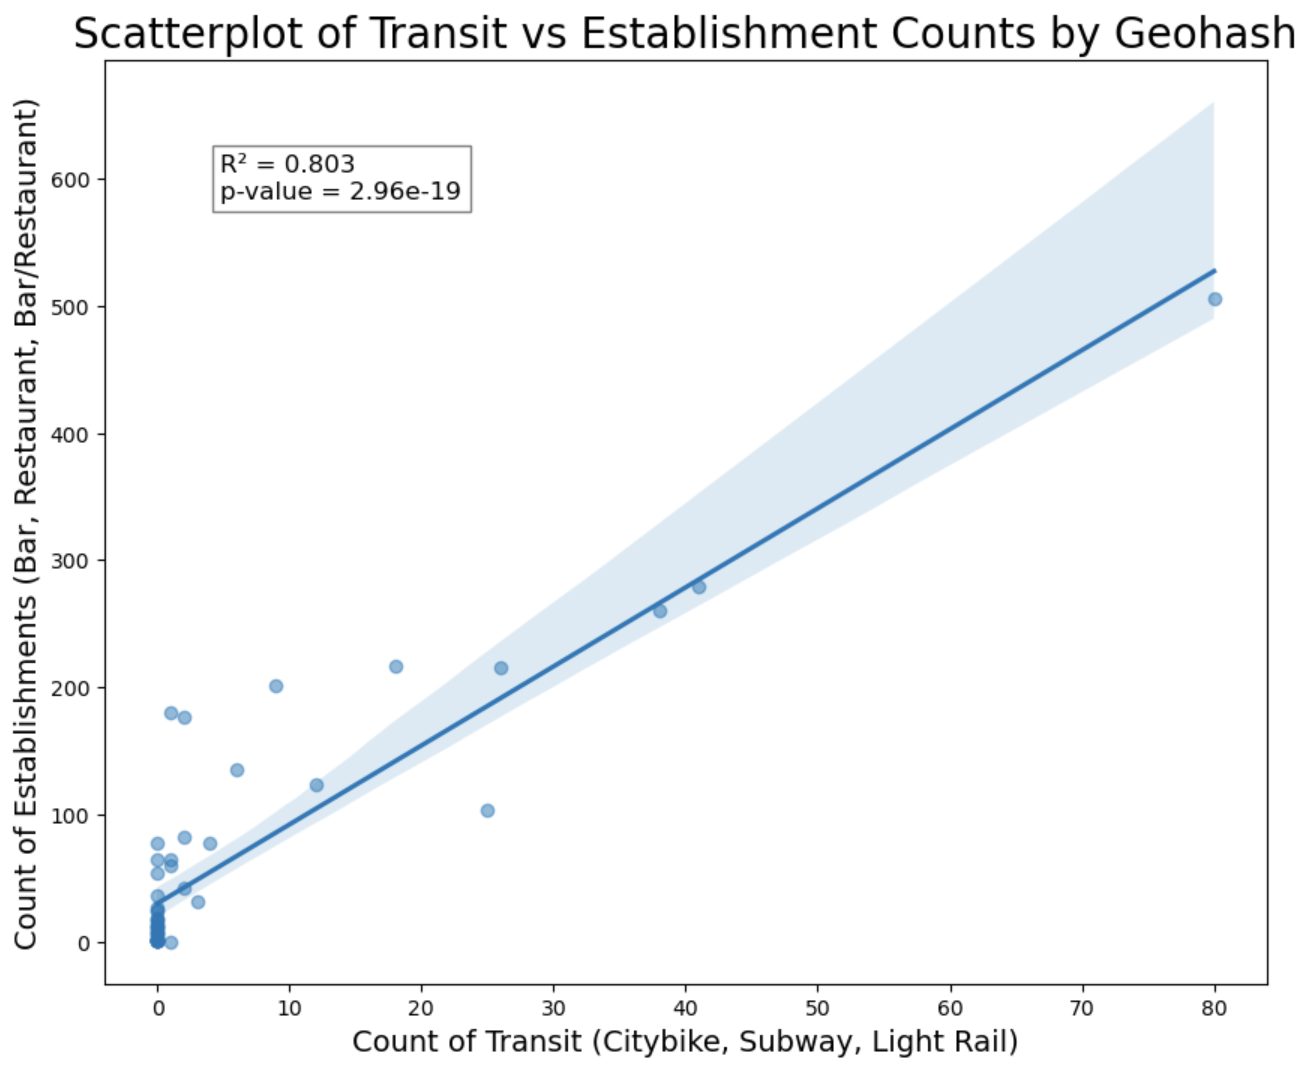 Scatterplot of Transit vs Establishment Counts by Geohash
Count of Establishments (Bar, Restaurant, Bar/Restaurant)
600
500
400
300
200
100
0
R² = 0.803
p-value = 2.96e-19
0 10 20 30 40 50 60 70 80
Count of Transit (Citybike, Subway, Light Rail)